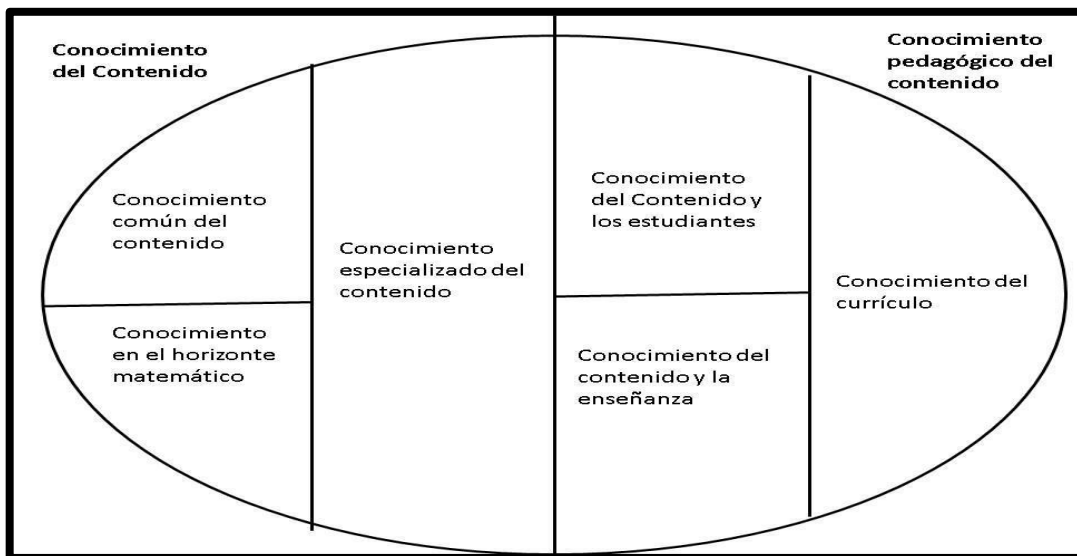 Conocimiento
del Contenido
Conocimiento
pedagógico del
contenido
Conocimiento
común del
contenido
Conocimiento
en el horizonte
matemático
Conocimiento
especializado del
contenido
Conocimiento
del Contenido y
los estudiantes
Conocimiento del
contenido y la
enseñanza
Conocimiento del
currículo